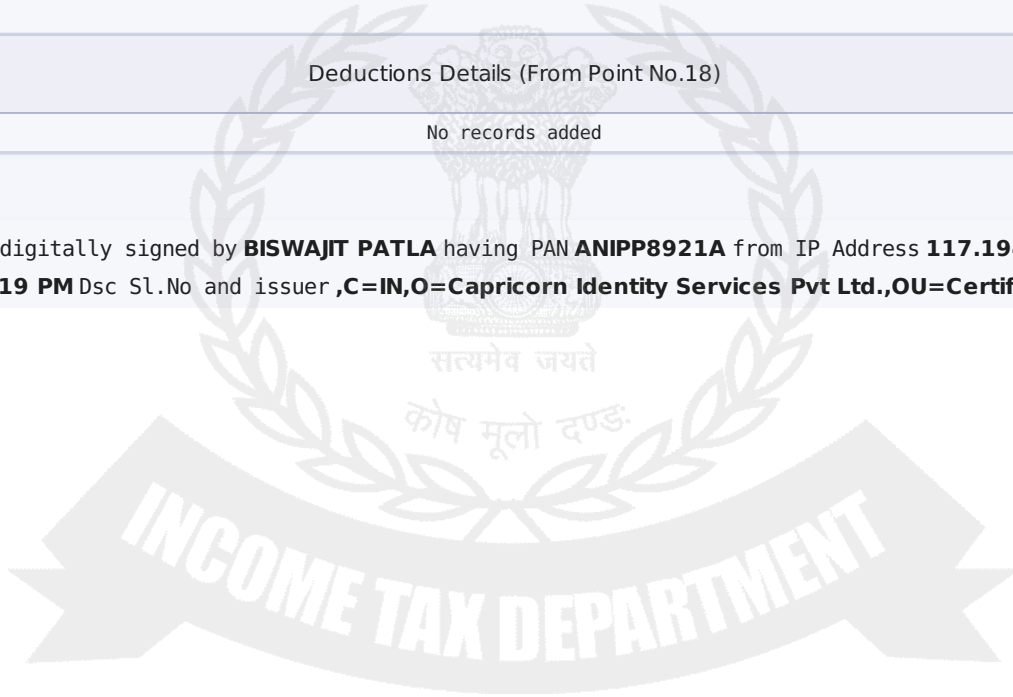 Deductions Details (From Point No.18)
No records added
digitally signed by BISWAJIT PATLA having PAN ANIPP8921A from IP Address 117.19
19 PM Dsc Sl.No and issuer ,C=IN,O=Capricorn Identity Services Pvt Ltd.,OU=Certif
सत्यमेव जयते
कोष मूलो दण्डः
INCOME TAX DEPARTMENT